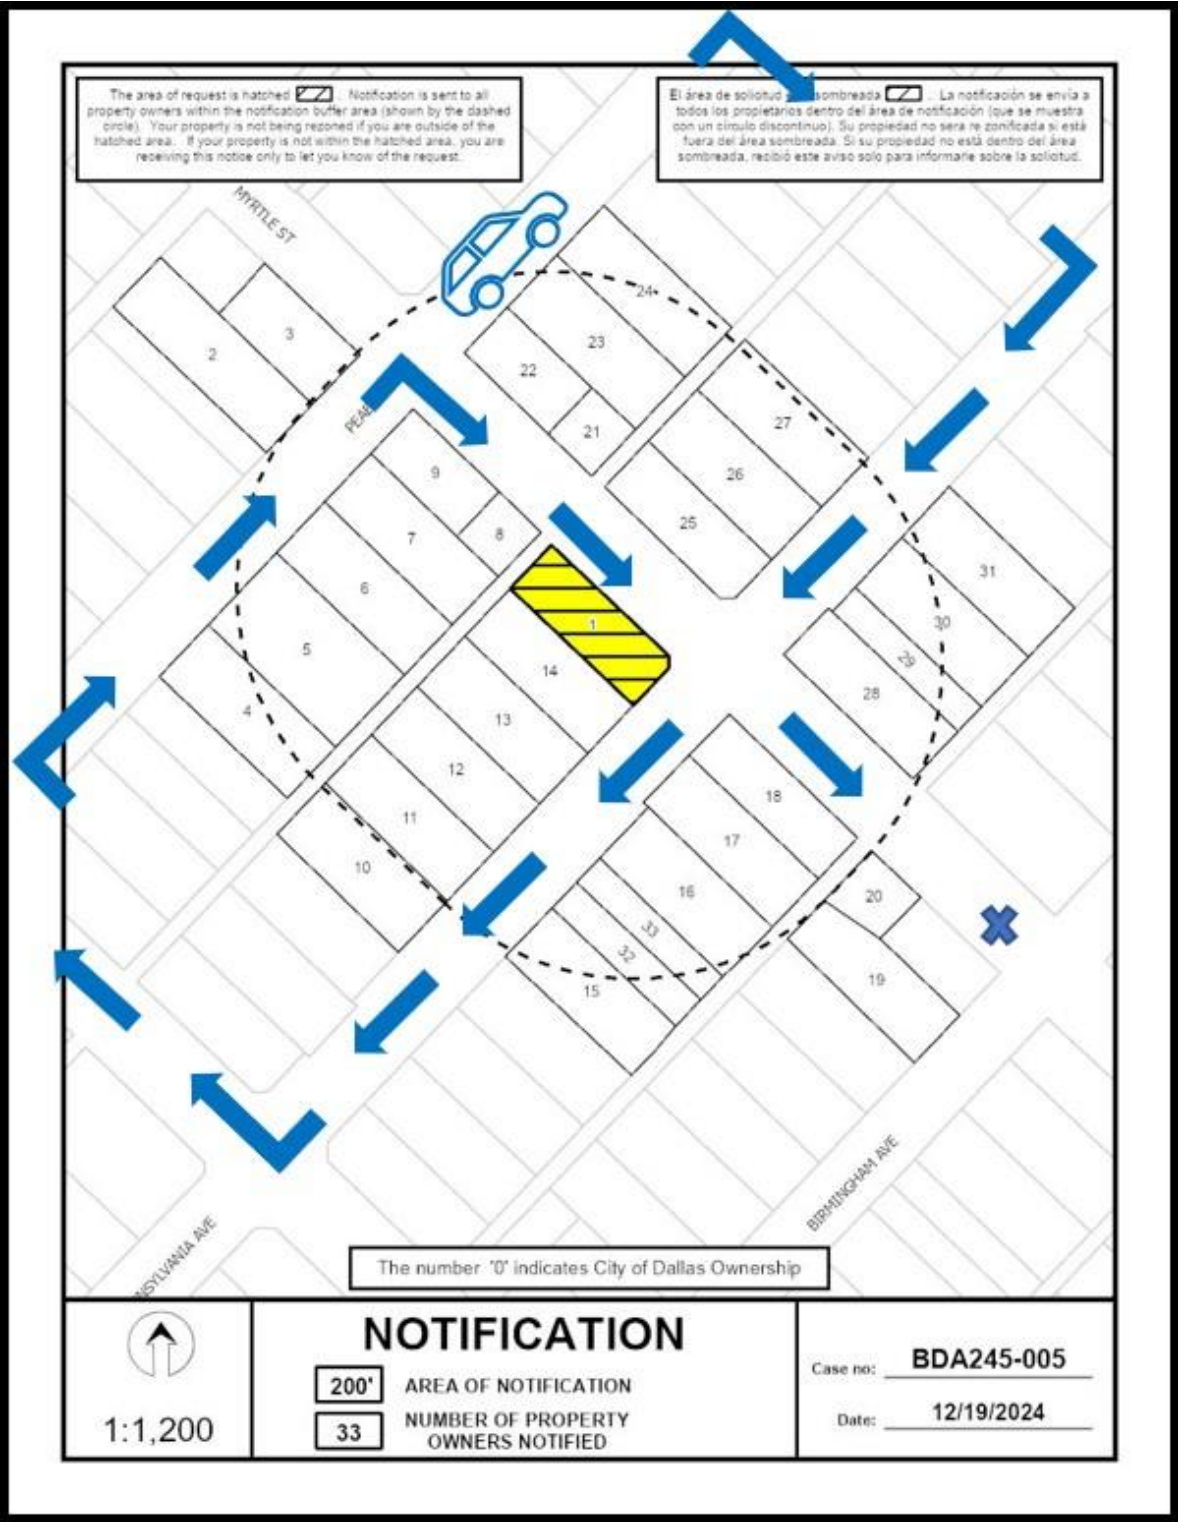 The area of request is hatched . Notification is sent to all
property owners within the notification buffer area (shown by the dashed
circle). Your property is not being rezoned if you are outside of the
hatched area. If your property is not within the hatched area, you are
receiving this notice only to let you know of the request.
El área de solicitud sombreada . La notificación se envía a
todos los propietarios dentro del área de notificación (que se muestra
con un círculo discontinuo). Su propiedad no sera re zonificada si está
fuera del área sombreada. Si su propiedad no está dentro del área
sombreada, recibió este aviso solo para informarle sobre la solicitud.
MYRTLE ST
24
3
2
23
22
PEA
21
27
9
26
25
7
8
31
6
1
30
5
29
14
28
4
13
12
18
11
17
10
16
20
33
32
19
15
BIRMINGHAM AVE
NSYLVANIA AVE
The number '0' indicates City of Dallas Ownership
1:1,200
NOTIFICATION
200' AREA OF NOTIFICATION
33 NUMBER OF PROPERTY
OWNERS NOTIFIED
Case no: BDA245-005
Date: 12/19/2024